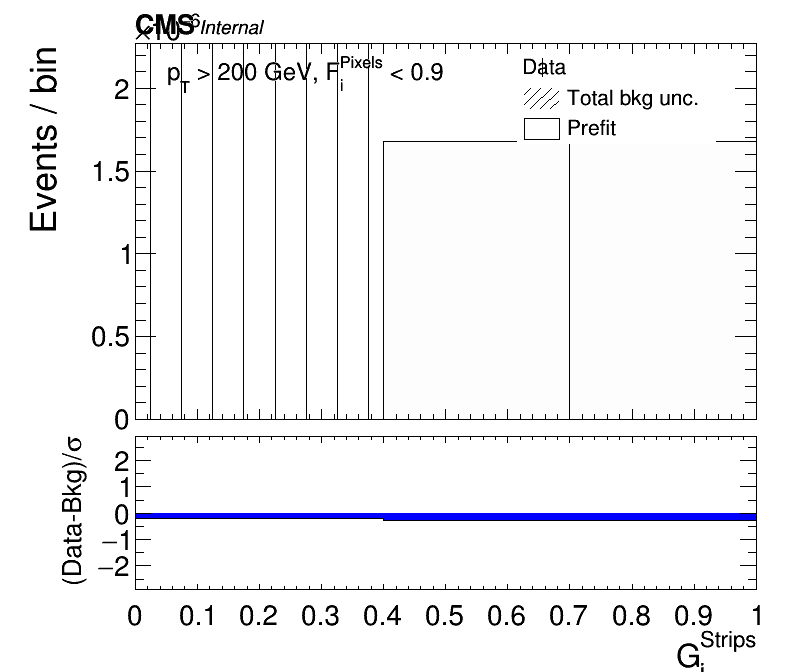 CMS Internal
×10⁻⁶
p_T > 200 GeV, F_i^Pixels < 0.9
Data
Total bkg unc.
Prefit
Events / bin
2
1.5
1
0.5
0
(Data-Bkg)/σ
2
1
0
−1
−2
0 0.1 0.2 0.3 0.4 0.5 0.6 0.7 0.8 0.9 1
G_i^Strips